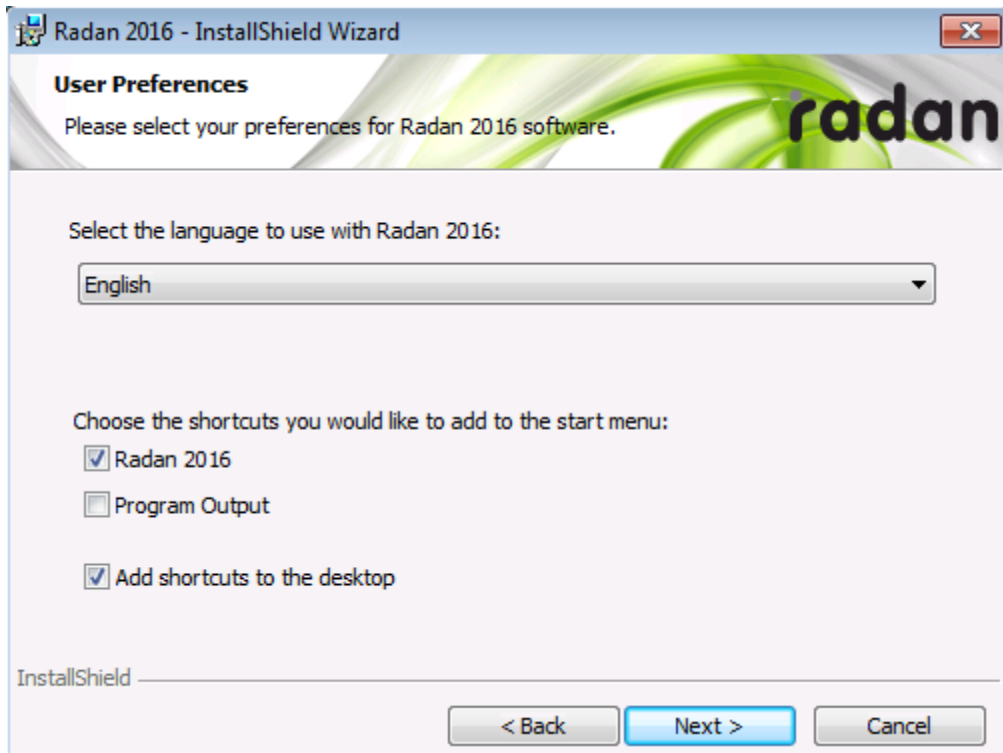 Radan 2016 - InstallShield Wizard
User Preferences
Please select your preferences for Radan 2016 software.
radan
Select the language to use with Radan 2016:
English
Choose the shortcuts you would like to add to the start menu:
Radan 2016
Program Output
Add shortcuts to the desktop
InstallShield
< Back Next > Cancel